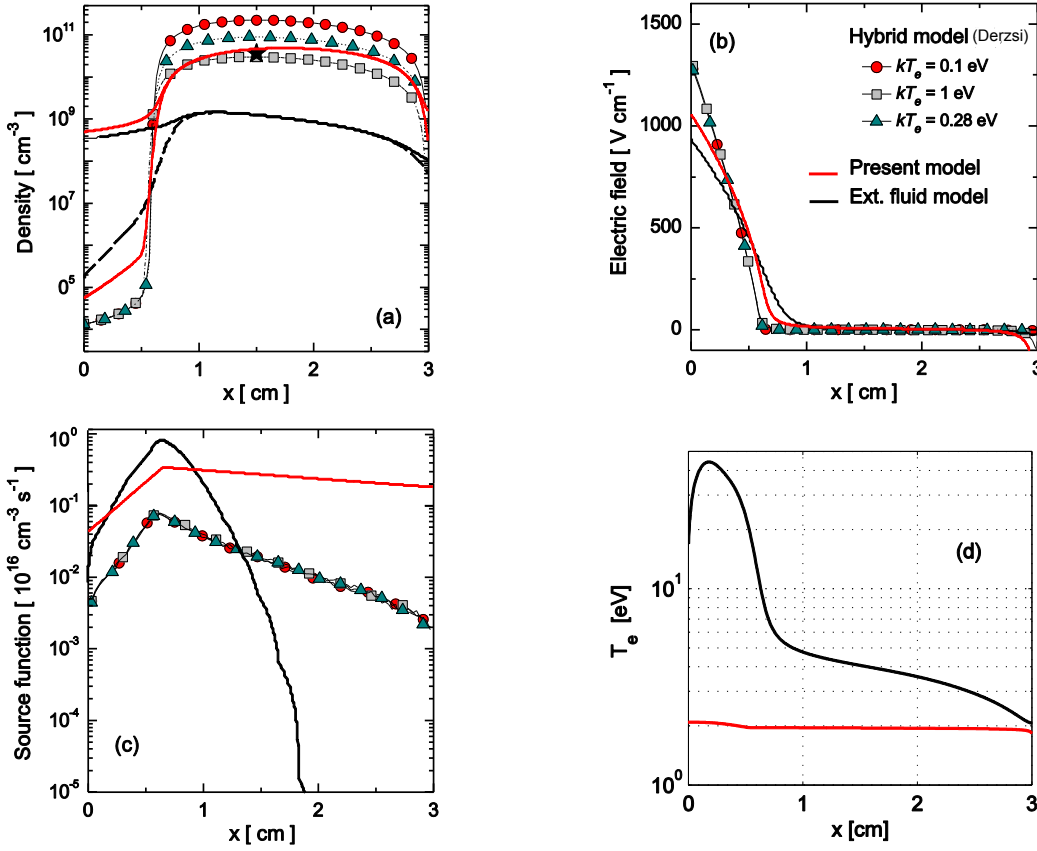 (a)
10¹¹
10⁹
10⁷
0⁵
Density [ cm⁻³ ]
0 1 2 3
x [ cm ]
(b)
1500
1000
500
0
Electric field [ V cm⁻¹ ]
0 1 2 3
x [ cm ]
Hybrid model (Derzsi)
kTₑ = 0.1 eV
kTₑ = 1 eV
kTₑ = 0.28 eV
Present model
Ext. fluid model
(c)
10⁰
10⁻¹
10⁻²
10⁻³
10⁻⁴
10⁻⁵
Source function [ 10¹⁶ cm⁻³ s⁻¹ ]
0 1 2 3
x [ cm ]
(d)
10¹
10⁰
Tₑ [eV]
0 1 2 3
x [cm]